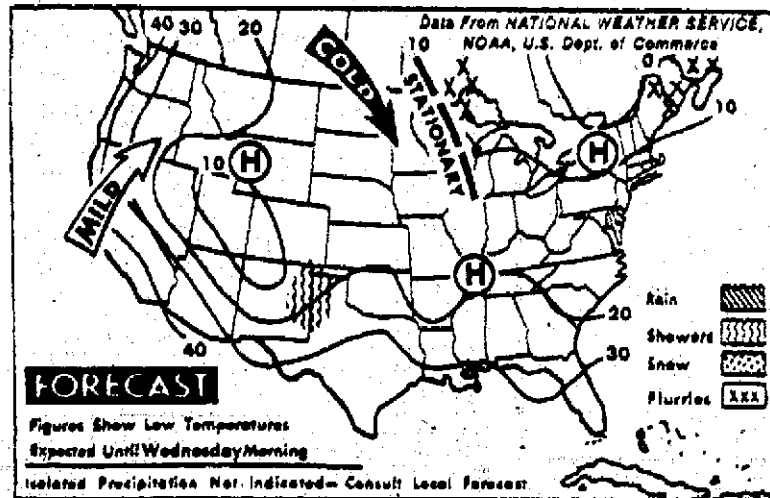 Data From NATIONAL WEATHER SERVICE,
NOAA, U.S. Dept. of Commerce
40
30
20
COLD
10
STATIONARY
0
10
MILD
10
H
H
H
20
30
40
Rain
Showers
Snow
Flurries XXX
FORECAST
Figures Show Low Temperatures
Expected Until Wednesday Morning
Isolated Precipitation Not Indicated– Consult Local Forecast